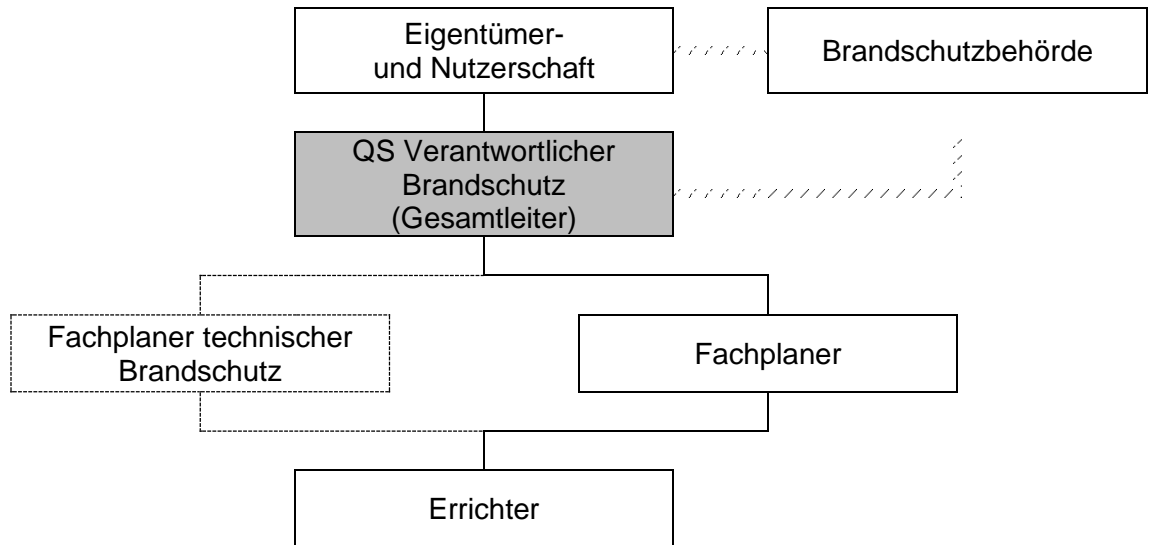 Eigentümer-
und Nutzerschaft
Brandschutzbehörde
QS Verantwortlicher
Brandschutz
(Gesamtleiter)
Fachplaner technischer
Brandschutz
Fachplaner
Errichter